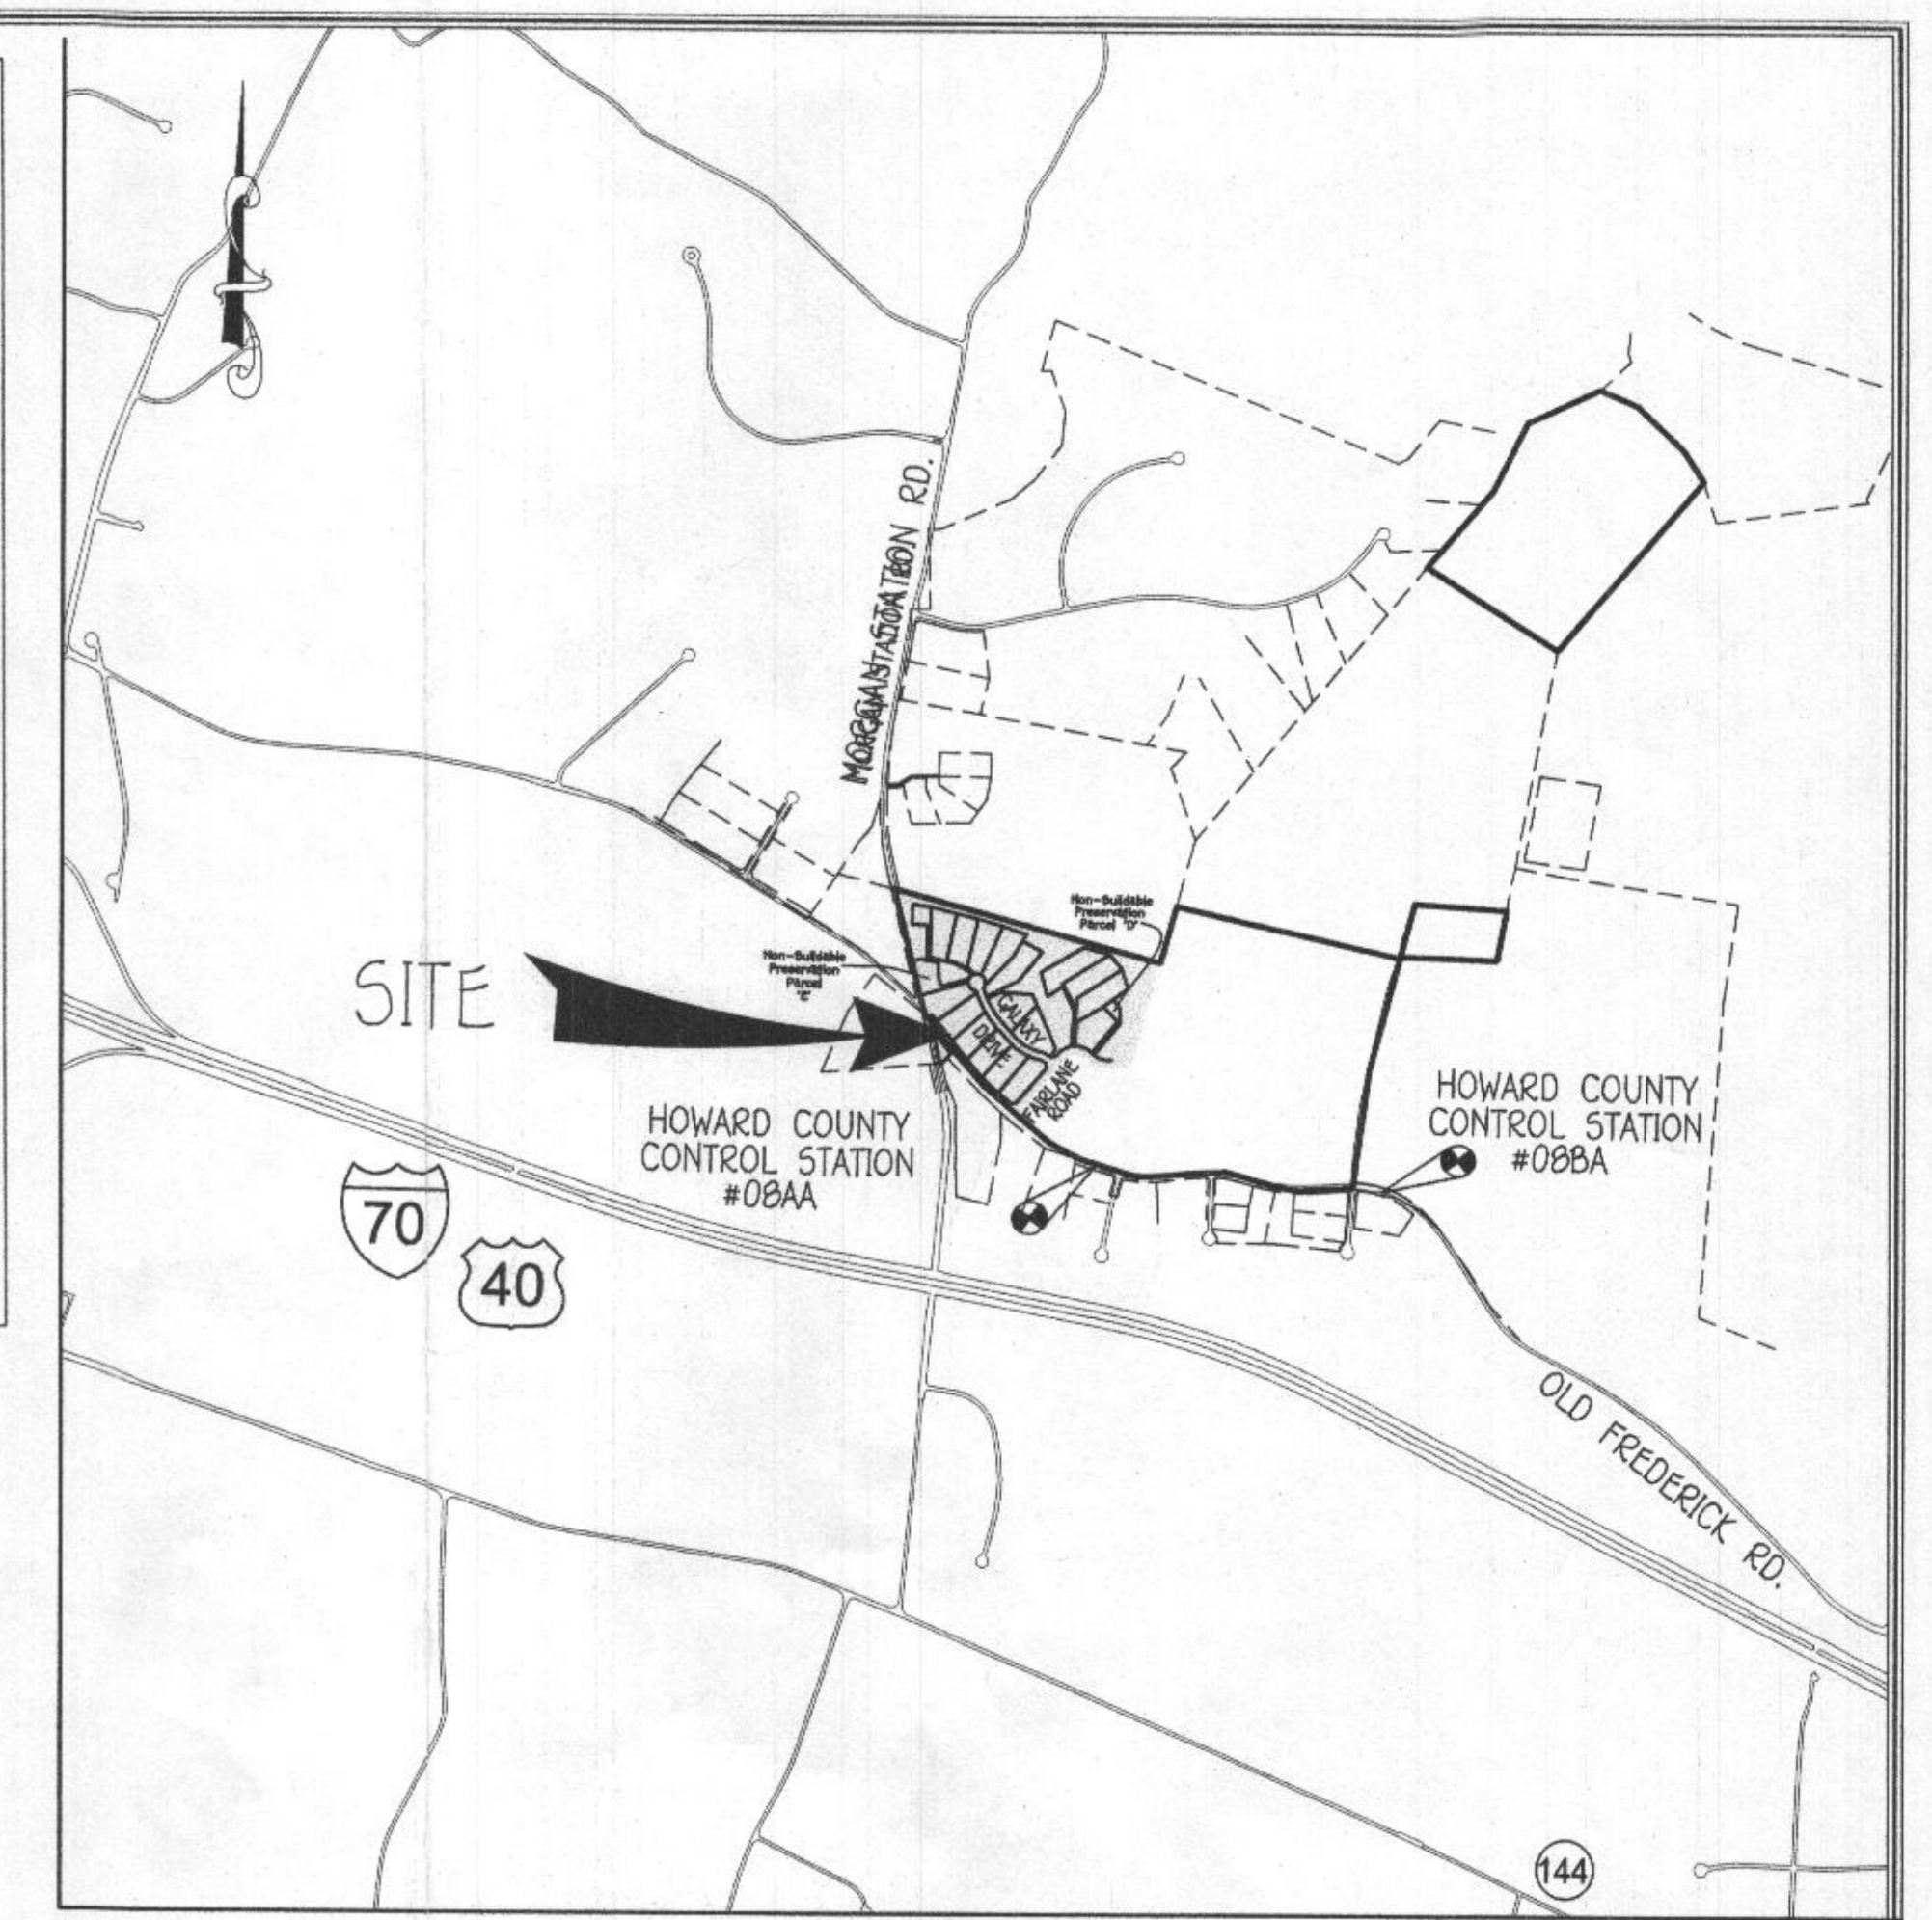 MORGAN STATION RD.
Non-Buildable
Preservation
Parcel 'D'
Non-Buildable
Preservation
Parcel
'E'
SITE
GALAXY
DRIVE
FAIRLANE
ROAD
HOWARD COUNTY
CONTROL STATION
#08AA
HOWARD COUNTY
CONTROL STATION
#08BA
70
40
OLD FREDERICK RD.
144